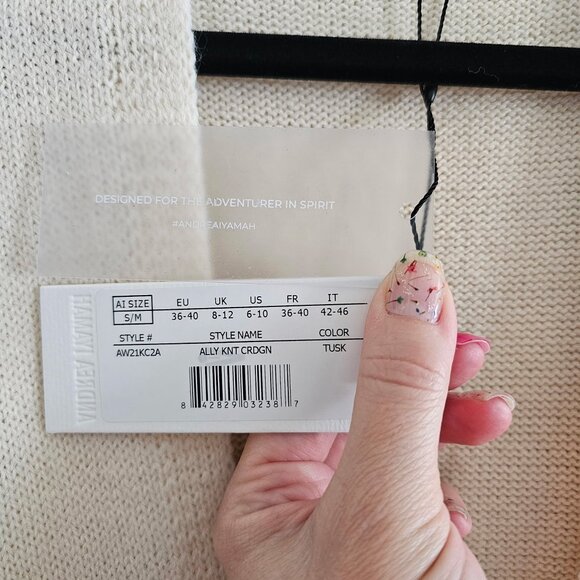 DESIGNED FOR THE ADVENTURER IN SPIRIT
#ANDREAIYAMAH
ANDREA IYAMAH
AI SIZE EU UK US FR IT
S/M 36-40 8-12 6-10 36-40 42-46
STYLE # STYLE NAME COLOR
AW21KC2A ALLY KNT CRDGN TUSK
8 42829 03238 7